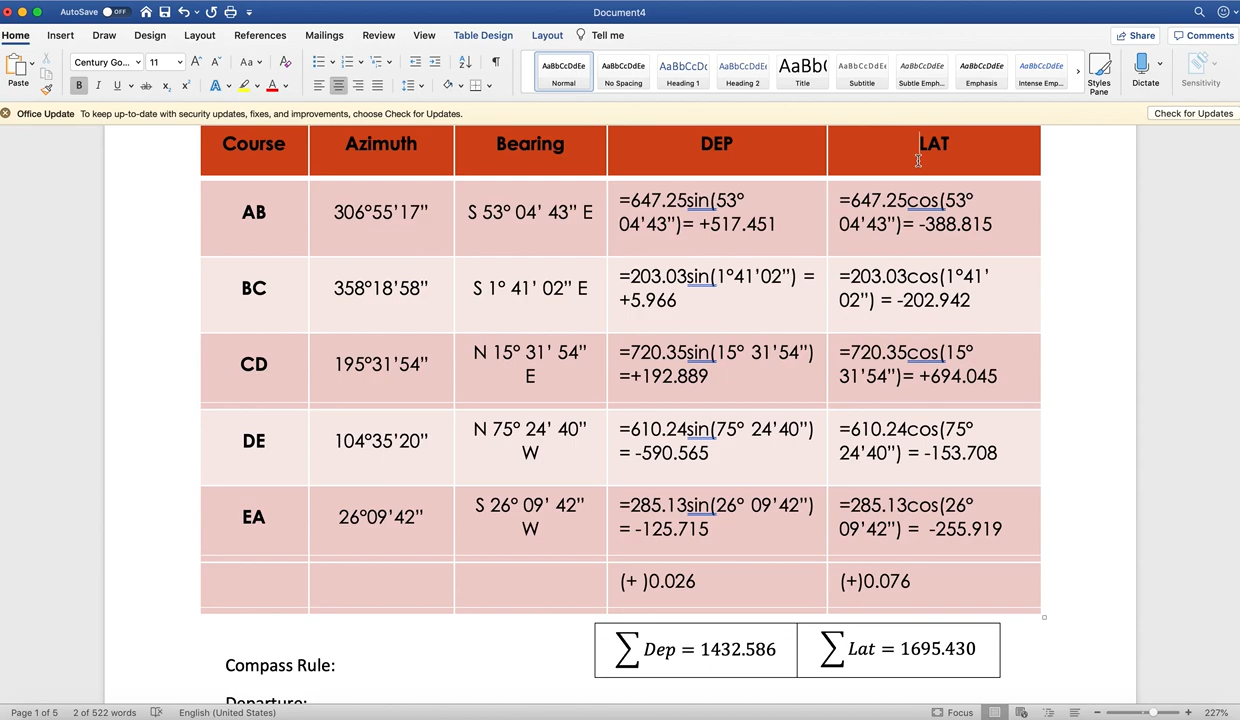 AutoSave OFF
Document4
Home Insert Draw Design Layout References Mailings Review View Table Design Layout Tell me
Share Comments
Paste
Century Go... 11
Aa
AaBbCcDdEe AaBbCcDdEe AaBbCcDc AaBbCcDdEe AaBb( AaBbCcDdEe AaBbCcDdEe AaBbCcDdEe AaBbCcDdEe
Normal No Spacing Heading 1 Heading 2 Title Subtitle Subtle Emph... Emphasis Intense Emp...
Styles Pane
Dictate
Sensitivity
Office Update To keep up-to-date with security updates, fixes, and improvements, choose Check for Updates.
Check for Updates
Course Azimuth Bearing DEP LAT
AB 306°55’17” S 53° 04’ 43” E =647.25sin(53° 04’43”)= +517.451 =647.25cos(53° 04’43”)= -388.815
BC 358°18’58” S 1° 41’ 02” E =203.03sin(1°41’02”) = +5.966 =203.03cos(1°41’ 02”) = -202.942
CD 195°31’54” N 15° 31’ 54” E =720.35sin(15° 31’54”) =+192.889 =720.35cos(15° 31’54”)= +694.045
DE 104°35’20” N 75° 24’ 40” W =610.24sin(75° 24’40”) = -590.565 =610.24cos(75° 24’40”) = -153.708
EA 26°09’42” S 26° 09’ 42” W =285.13sin(26° 09’42”) = -125.715 =285.13cos(26° 09’42”) = -255.919
(+ )0.026 (+)0.076
∑ Dep = 1432.586 ∑ Lat = 1695.430
Compass Rule:
Departure:
Page 1 of 5 2 of 522 words English (United States) Focus 227%